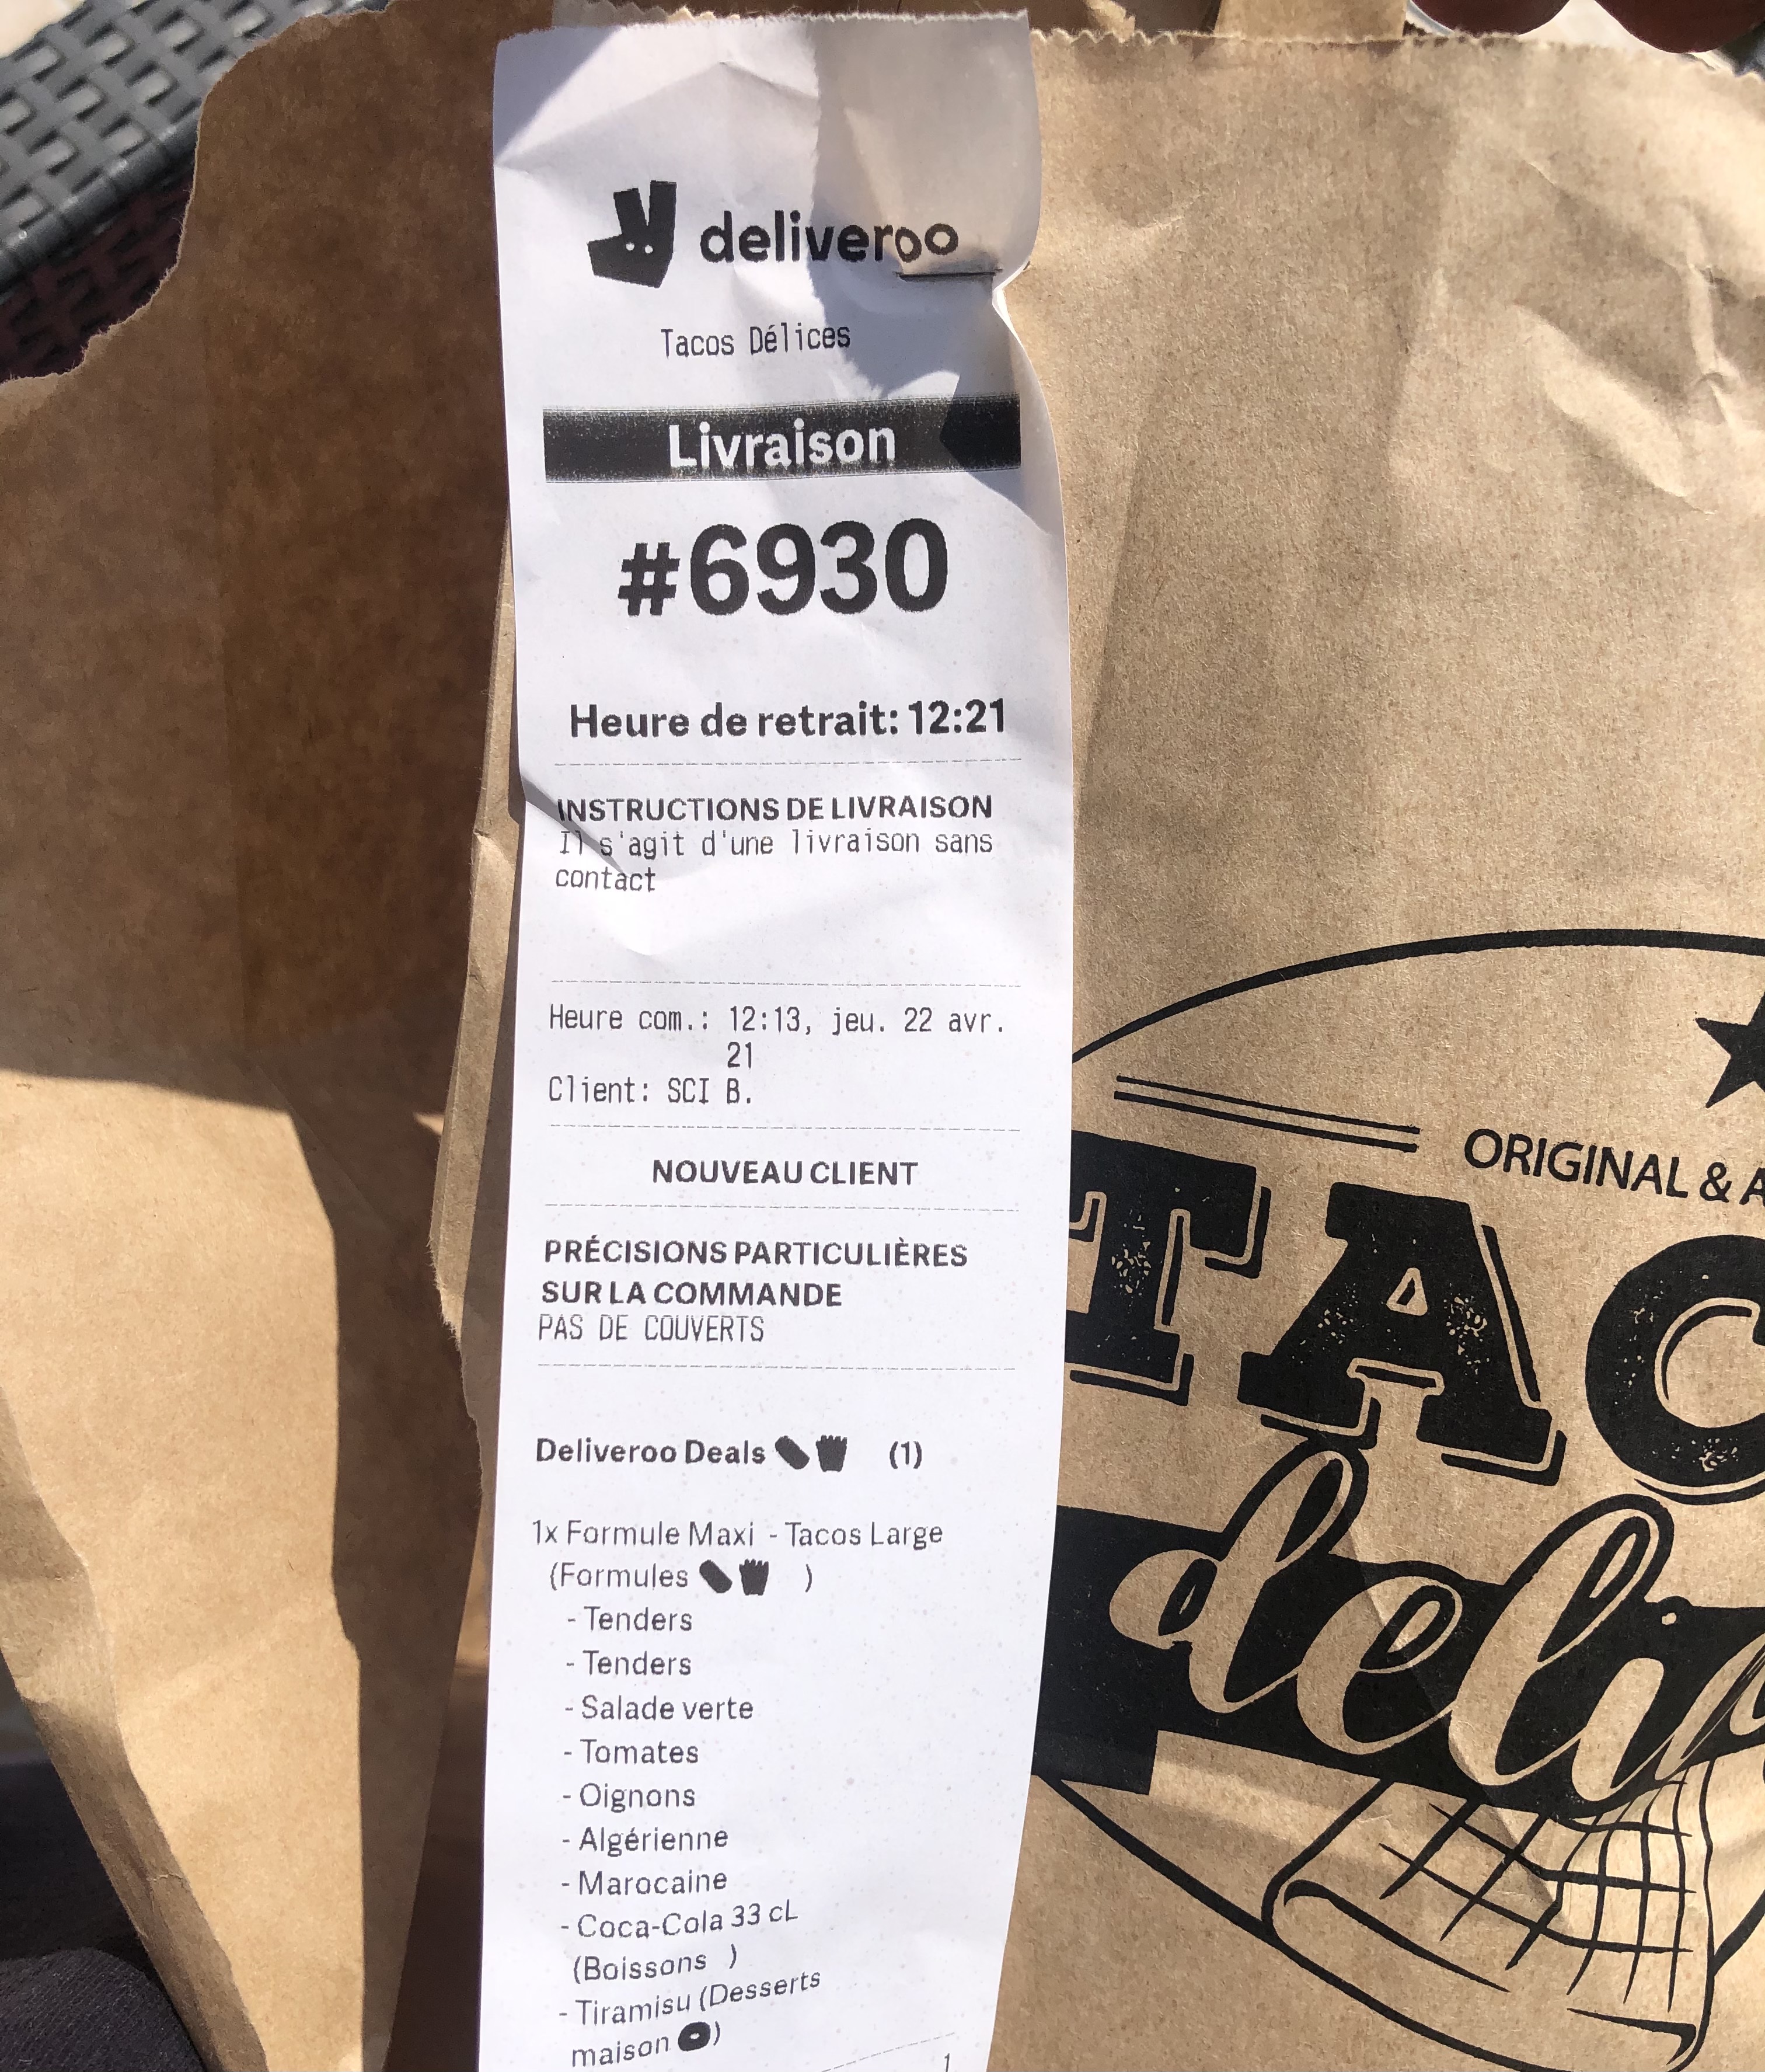 deliveroo
Tacos Délices
Livraison
#6930
Heure de retrait: 12:21
INSTRUCTIONS DE LIVRAISON
Il s'agit d'une livraison sans
contact
Heure com.: 12:13, jeu. 22 avr.
21
Client: SCI B.
NOUVEAU CLIENT
PRÉCISIONS PARTICULIÈRES
SUR LA COMMANDE
PAS DE COUVERTS
Deliveroo Deals (1)
1x Formule Maxi - Tacos Large
(Formules )
- Tenders
- Tenders
- Salade verte
- Tomates
- Oignons
- Algérienne
- Marocaine
- Coca-Cola 33 cL
(Boissons )
- Tiramisu (Desserts
maison )
1
ORIGINAL & A
TAC
deli